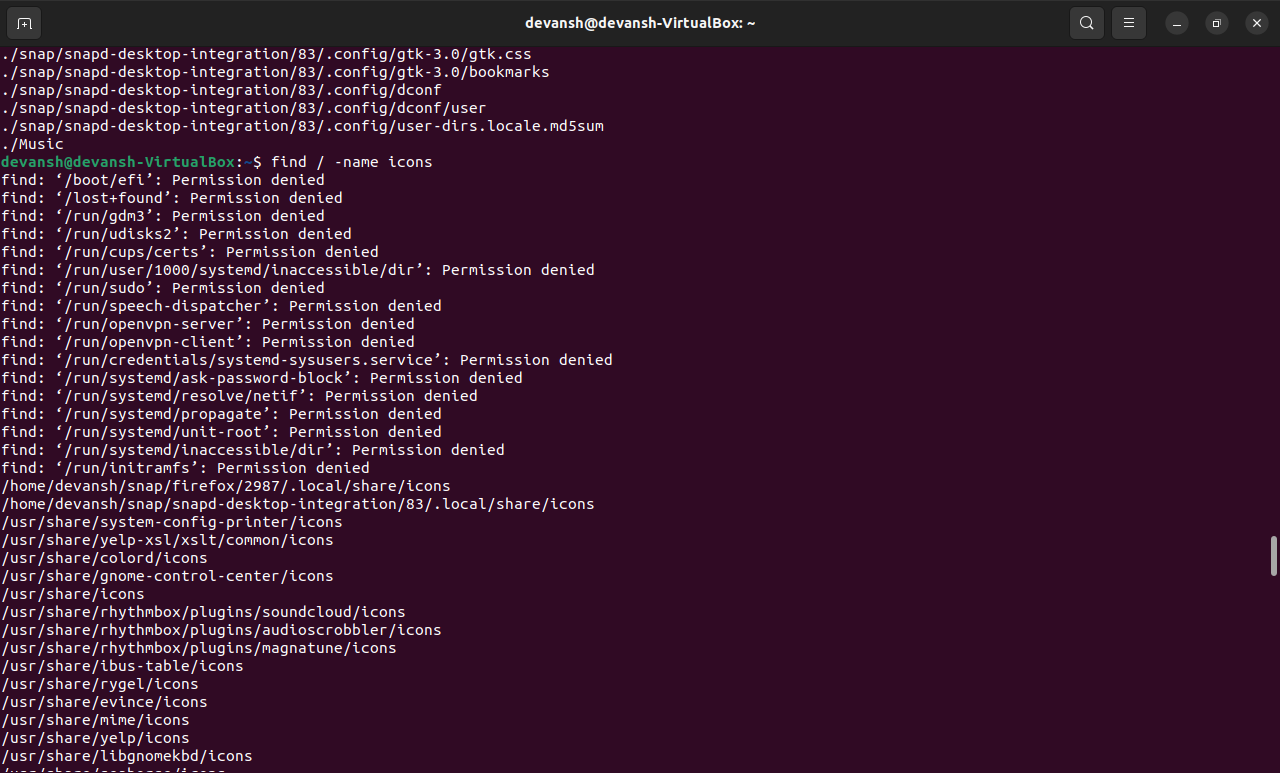 devansh@devansh-VirtualBox: ~
./snap/snapd-desktop-integration/83/.config/gtk-3.0/gtk.css
./snap/snapd-desktop-integration/83/.config/gtk-3.0/bookmarks
./snap/snapd-desktop-integration/83/.config/dconf
./snap/snapd-desktop-integration/83/.config/dconf/user
./snap/snapd-desktop-integration/83/.config/user-dirs.locale.md5sum
./Music
devansh@devansh-VirtualBox:~$ find / -name icons
find: ‘/boot/efi’: Permission denied
find: ‘/lost+found’: Permission denied
find: ‘/run/gdm3’: Permission denied
find: ‘/run/udisks2’: Permission denied
find: ‘/run/cups/certs’: Permission denied
find: ‘/run/user/1000/systemd/inaccessible/dir’: Permission denied
find: ‘/run/sudo’: Permission denied
find: ‘/run/speech-dispatcher’: Permission denied
find: ‘/run/openvpn-server’: Permission denied
find: ‘/run/openvpn-client’: Permission denied
find: ‘/run/credentials/systemd-sysusers.service’: Permission denied
find: ‘/run/systemd/ask-password-block’: Permission denied
find: ‘/run/systemd/resolve/netif’: Permission denied
find: ‘/run/systemd/propagate’: Permission denied
find: ‘/run/systemd/unit-root’: Permission denied
find: ‘/run/systemd/inaccessible/dir’: Permission denied
find: ‘/run/initramfs’: Permission denied
/home/devansh/snap/firefox/2987/.local/share/icons
/home/devansh/snap/snapd-desktop-integration/83/.local/share/icons
/usr/share/system-config-printer/icons
/usr/share/yelp-xsl/xslt/common/icons
/usr/share/colord/icons
/usr/share/gnome-control-center/icons
/usr/share/icons
/usr/share/rhythmbox/plugins/soundcloud/icons
/usr/share/rhythmbox/plugins/audioscrobbler/icons
/usr/share/rhythmbox/plugins/magnatune/icons
/usr/share/ibus-table/icons
/usr/share/rygel/icons
/usr/share/evince/icons
/usr/share/mime/icons
/usr/share/yelp/icons
/usr/share/libgnomekbd/icons